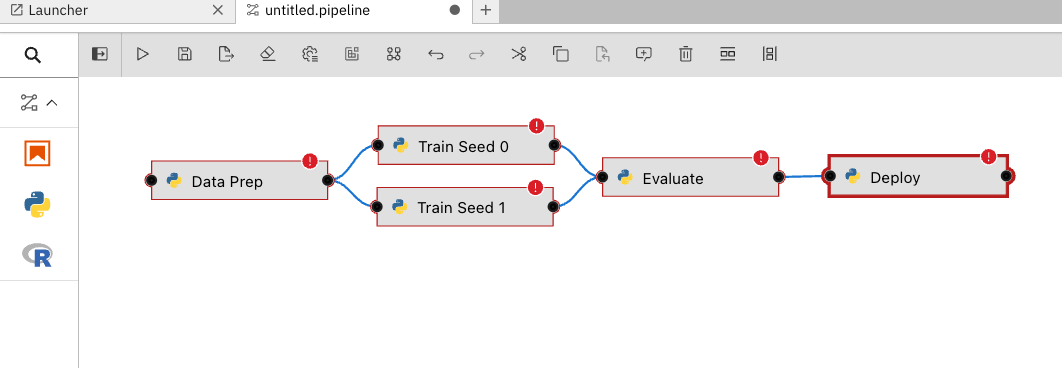 Launcher
untitled.pipeline
Data Prep
Train Seed 0
Train Seed 1
Evaluate
Deploy